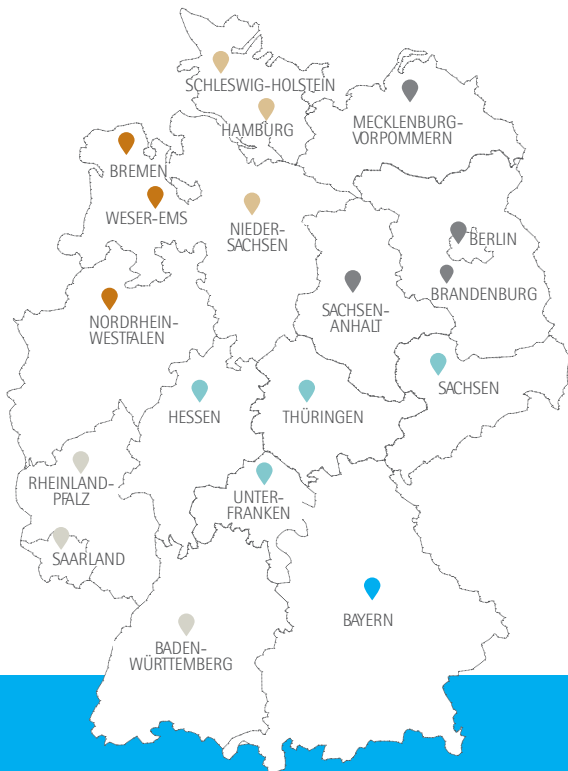 SCHLESWIG-HOLSTEIN
HAMBURG
MECKLENBURG-
VORPOMMERN
BREMEN
WESER-EMS
NIEDER-
SACHSEN
BERLIN
BRANDENBURG
SACHSEN-
ANHALT
NORDRHEIN-
WESTFALEN
HESSEN
THÜRINGEN
SACHSEN
RHEINLAND-
PFALZ
UNTER-
FRANKEN
SAARLAND
BAYERN
BADEN-
WÜRTTEMBERG